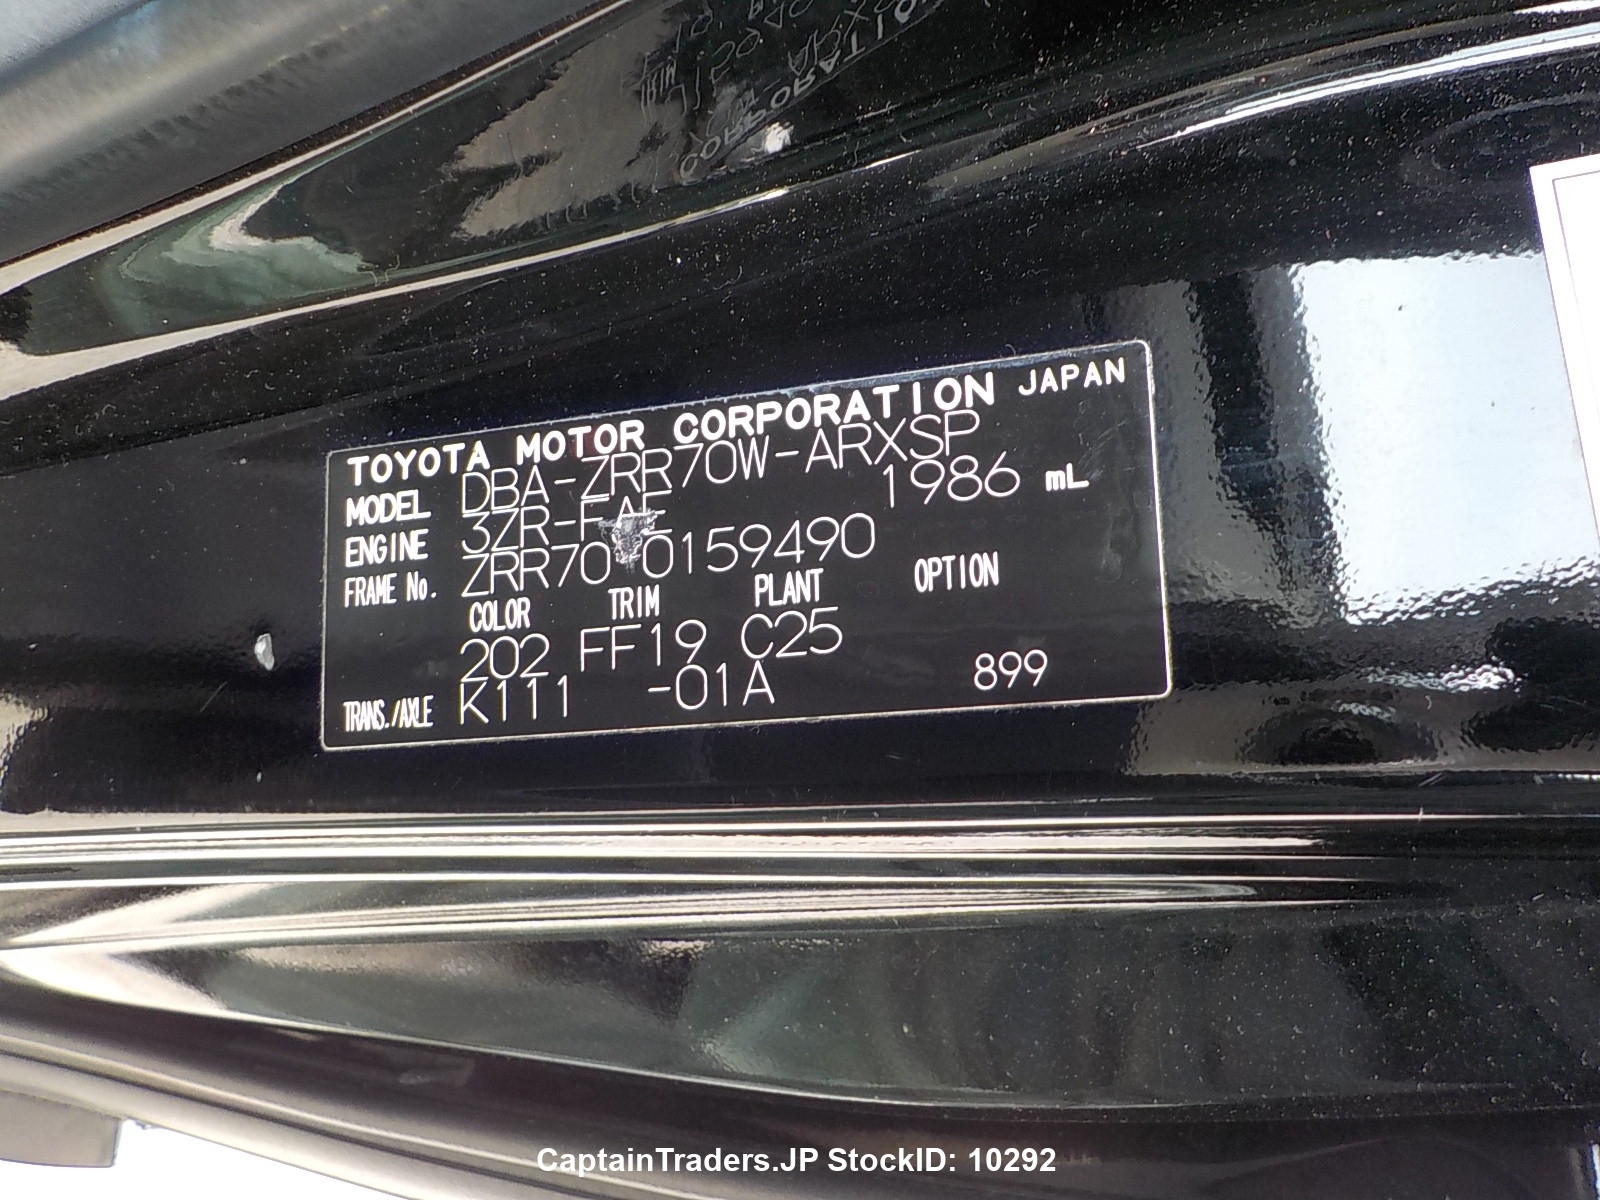 TOYOTA MOTOR CORPORATION JAPAN
MODEL DBA-ZRR70W-ARXSP
ENGINE 3ZR-FAE 1986 mL
FRAME No. ZRR70-0159490
COLOR TRIM PLANT OPTION
202 FF19 C25
TRANS./AXLE K111 -01A 899
CORPORATION
CaptainTraders.JP StockID: 10292